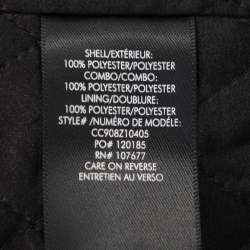 SHELL/EXTÉRIEUR:
100% POLYESTER/POLYESTER
COMBO/COMBO:
100% POLYESTER/POLYESTER
LINING/DOUBLURE:
100% POLYESTER/POLYESTER
STYLE#/NUMÉRO DE MODÈLE:
CC908Z10405
PO# 120185
RN# 107677
CARE ON REVERSE
ENTRETIEN AU VERSO